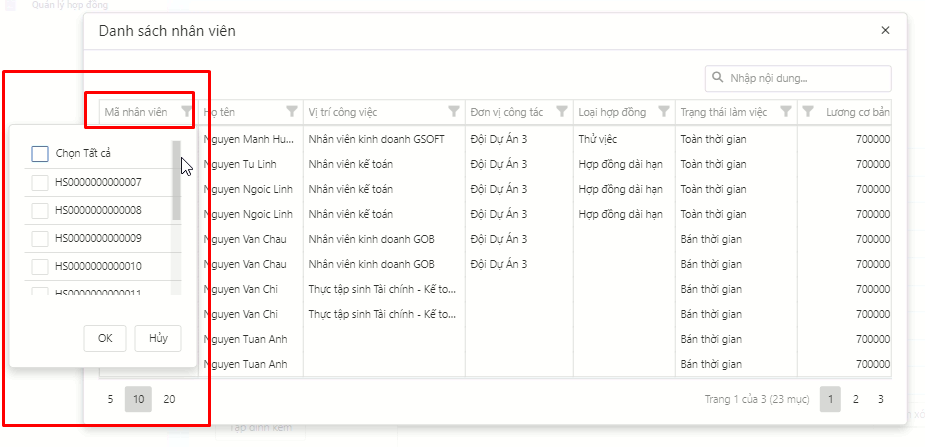 Quản lý hợp đồng
Danh sách nhân viên
Nhập nội dung...
Mã nhân viên Họ tên Vị trí công việc Đơn vị công tác Loại hợp đồng Trạng thái làm việc Lương cơ bản
Nguyen Manh Hu... Nhân viên kinh doanh GSOFT Đội Dự Án 3 Thử việc Toàn thời gian 700000
Nguyen Tu Linh Nhân viên kế toán Đội Dự Án 3 Hợp đồng dài hạn Toàn thời gian 700000
Nguyen Ngoic Linh Nhân viên kế toán Đội Dự Án 3 Hợp đồng dài hạn Toàn thời gian 700000
Nguyen Ngoic Linh Nhân viên kế toán Đội Dự Án 3 Hợp đồng dài hạn Toàn thời gian 700000
Nguyen Van Chau Nhân viên kinh doanh GOB Đội Dự Án 3 Bán thời gian 700000
Nguyen Van Chau Nhân viên kinh doanh GOB Đội Dự Án 3 Bán thời gian 700000
Nguyen Van Chi Thực tập sinh Tài chính - Kế to... Bán thời gian 700000
Nguyen Van Chi Thực tập sinh Tài chính - Kế to... Bán thời gian 700000
Nguyen Tuan Anh Bán thời gian 700000
Nguyen Tuan Anh Bán thời gian 700000
Chọn Tất cả
HS0000000000007
HS0000000000008
HS0000000000009
HS0000000000010
HS0000000000011
OK Hủy
5 10 20 Trang 1 của 3 (23 mục) 1 2 3
Tập đính kèm